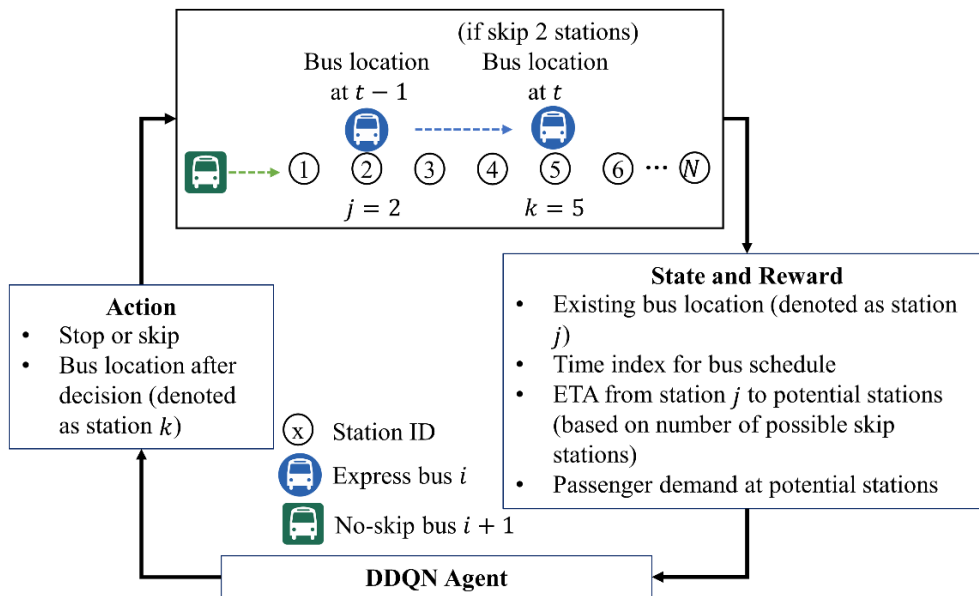 (if skip 2 stations)
Bus location
at t − 1
Bus location
at t
1
2
3
4
5
6
⋯
N
j = 2
k = 5
Action
• Stop or skip
• Bus location after
decision (denoted
as station k)
State and Reward
• Existing bus location (denoted as station
j)
• Time index for bus schedule
• ETA from station j to potential stations
(based on number of possible skip
stations)
• Passenger demand at potential stations
x Station ID
Express bus i
No-skip bus i + 1
DDQN Agent